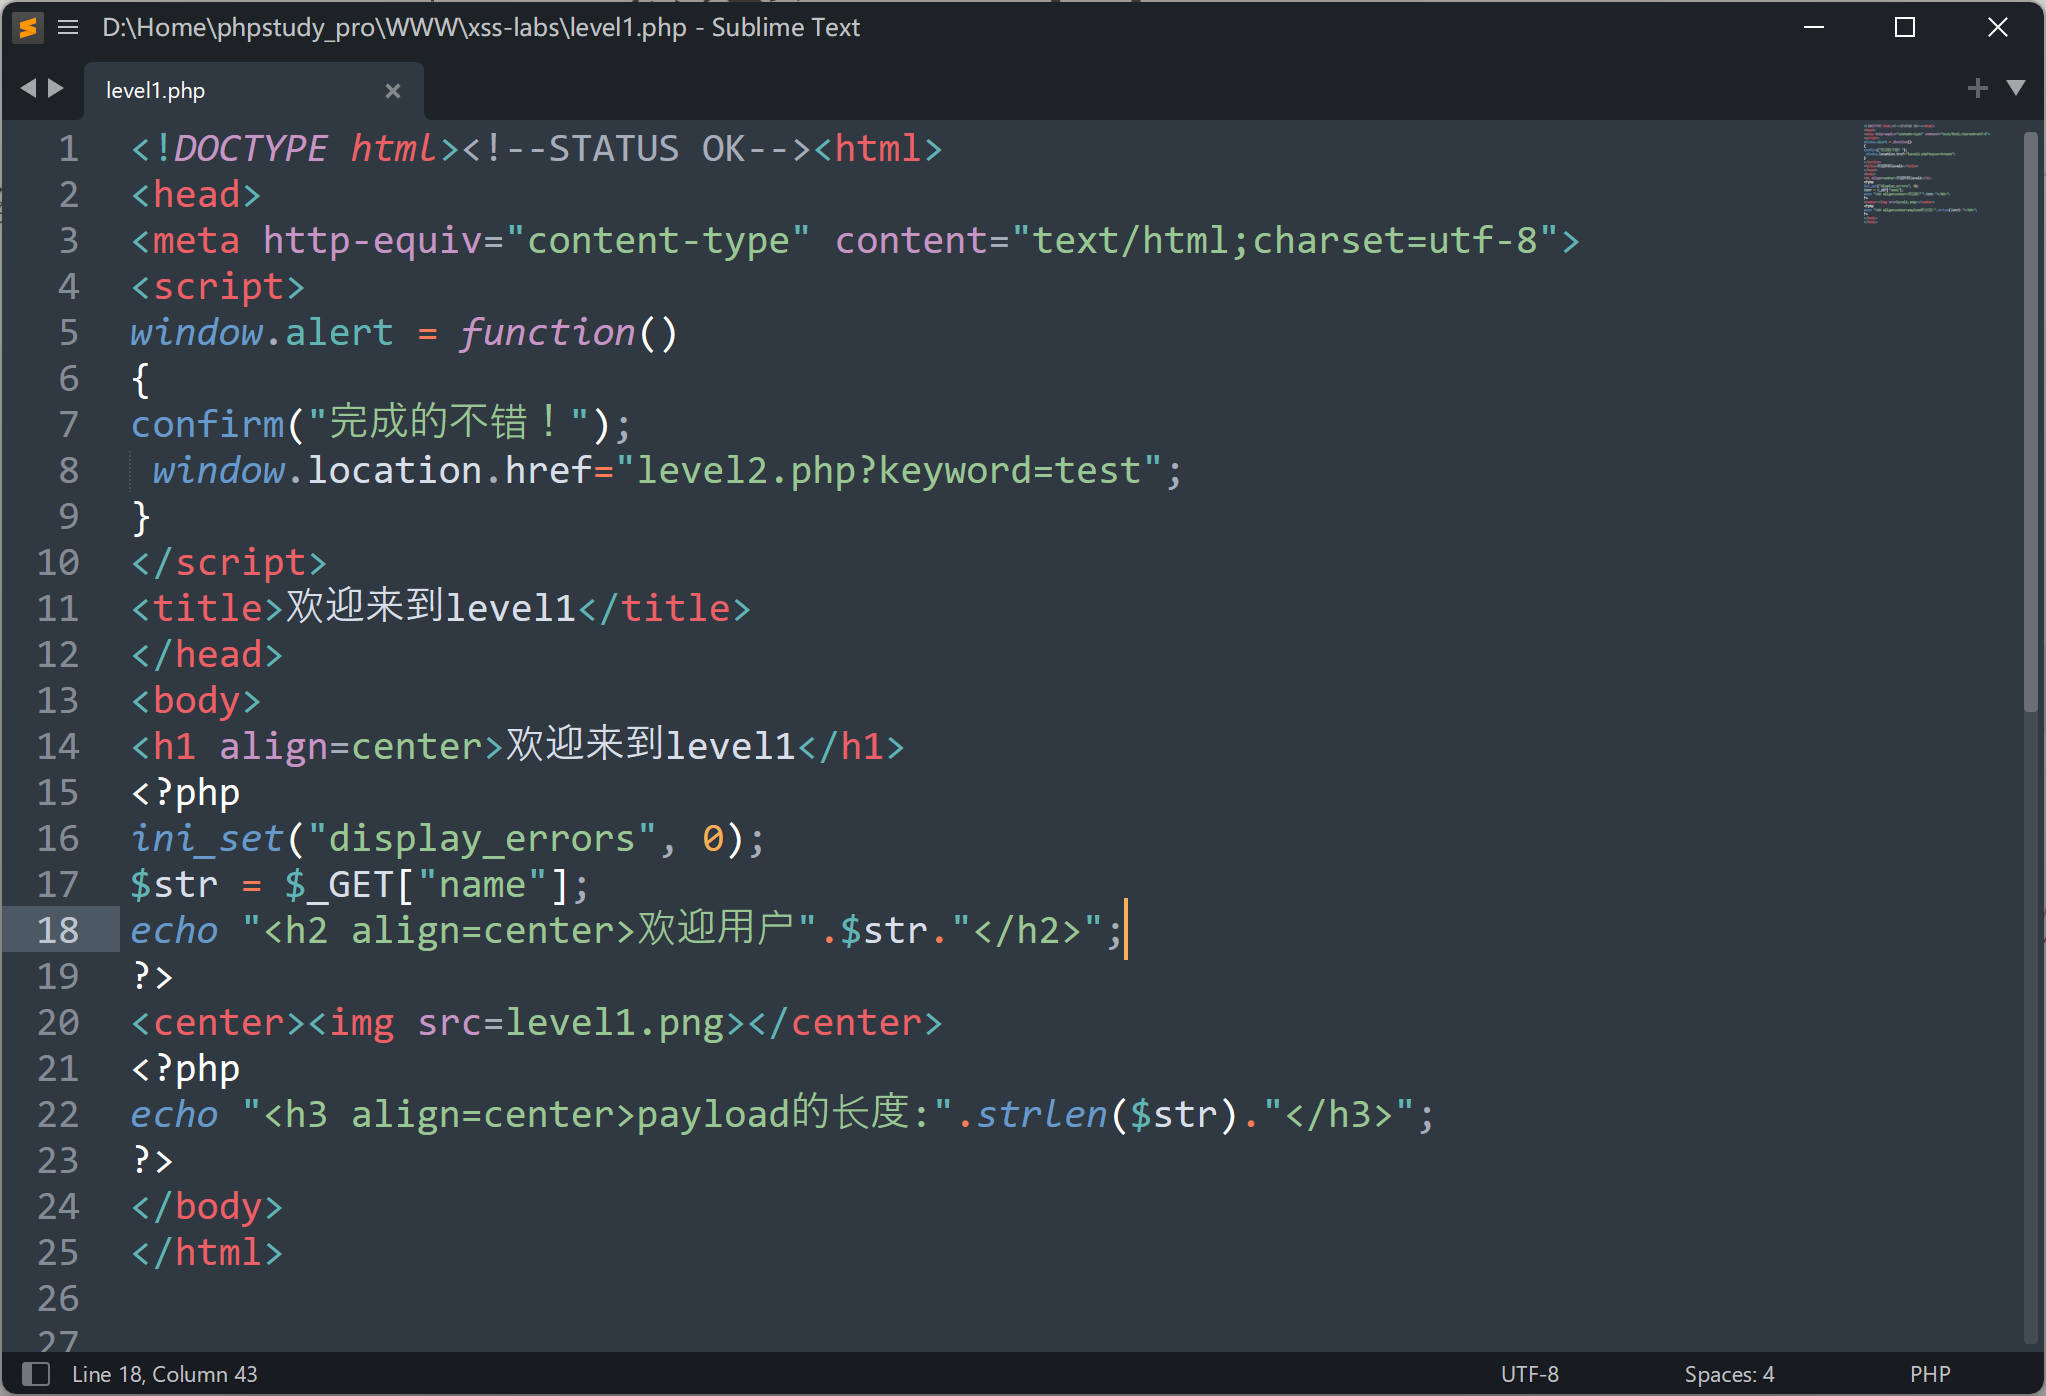 D:\Home\phpstudy_pro\WWW\xss-labs\level1.php - Sublime Text
level1.php
1 <!DOCTYPE html><!--STATUS OK--><html>
2 <head>
3 <meta http-equiv="content-type" content="text/html;charset=utf-8">
4 <script>
5 window.alert = function()
6 {
7 confirm("完成的不错！");
8  window.location.href="level2.php?keyword=test";
9 }
10 </script>
11 <title>欢迎来到level1</title>
12 </head>
13 <body>
14 <h1 align=center>欢迎来到level1</h1>
15 <?php
16 ini_set("display_errors", 0);
17 $str = $_GET["name"];
18 echo "<h2 align=center>欢迎用户".$str."</h2>";
19 ?>
20 <center><img src=level1.png></center>
21 <?php
22 echo "<h3 align=center>payload的长度:".strlen($str)."</h3>";
23 ?>
24 </body>
25 </html>
26
27
Line 18, Column 43 UTF-8 Spaces: 4 PHP